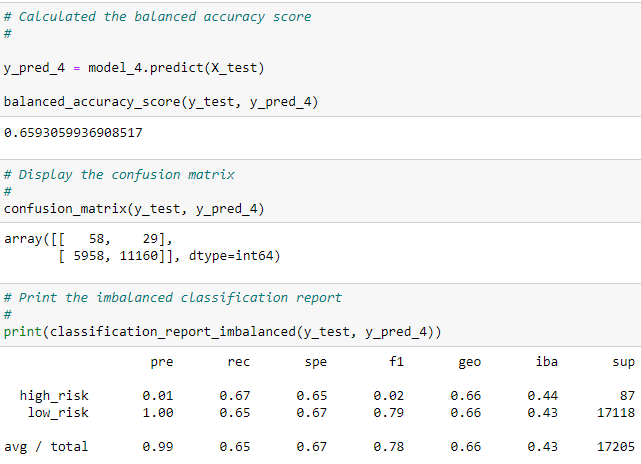 # Calculated the balanced accuracy score
#
y_pred_4 = model_4.predict(X_test)
balanced_accuracy_score(y_test, y_pred_4)
0.6593059936908517
# Display the confusion matrix
#
confusion_matrix(y_test, y_pred_4)
array([[   58,    29],
       [ 5958, 11160]], dtype=int64)
# Print the imbalanced classification report
#
print(classification_report_imbalanced(y_test, y_pred_4))
pre rec spe f1 geo iba sup
high_risk 0.01 0.67 0.65 0.02 0.66 0.44 87
low_risk 1.00 0.65 0.67 0.79 0.66 0.43 17118
avg / total 0.99 0.65 0.67 0.78 0.66 0.43 17205